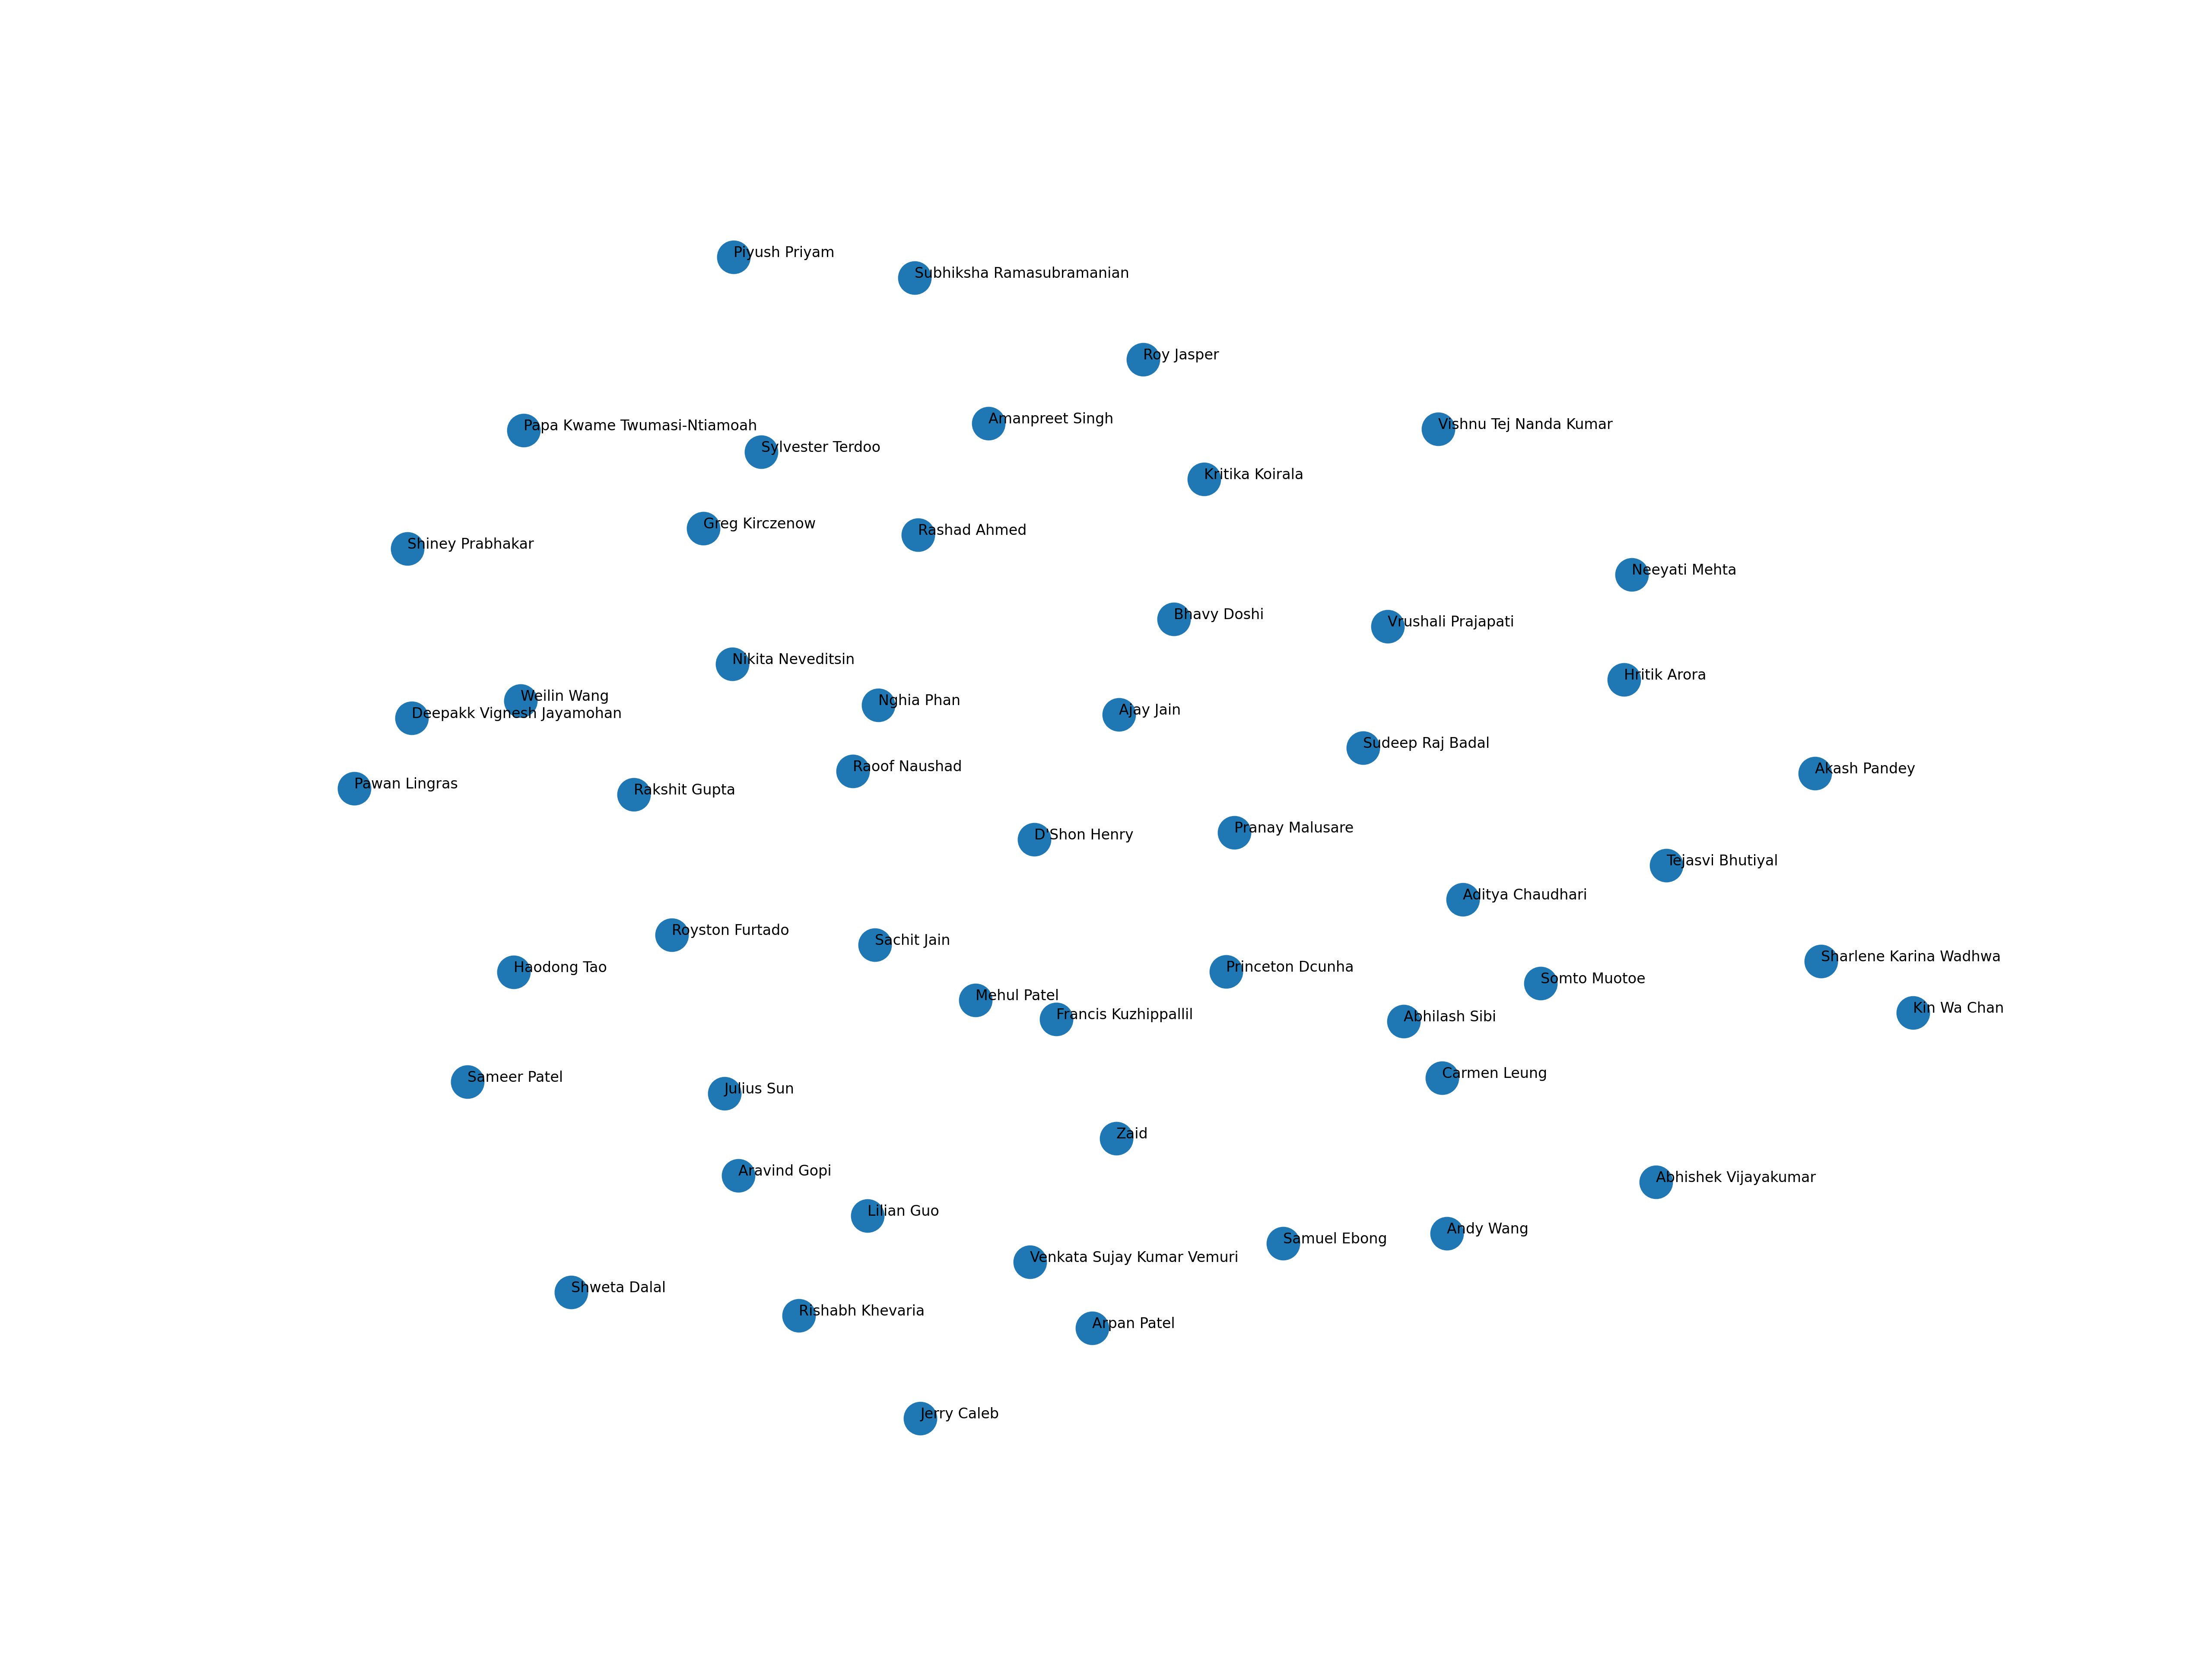 Piyush Priyam
Subhiksha Ramasubramanian
Roy Jasper
Amanpreet Singh
Papa Kwame Twumasi-Ntiamoah
Vishnu Tej Nanda Kumar
Sylvester Terdoo
Kritika Koirala
Greg Kirczenow
Rashad Ahmed
Shiney Prabhakar
Neeyati Mehta
Bhavy Doshi
Vrushali Prajapati
Nikita Neveditsin
Hritik Arora
Weilin Wang
Nghia Phan
Ajay Jain
Deepakk Vignesh Jayamohan
Sudeep Raj Badal
Raoof Naushad
Akash Pandey
Pawan Lingras
Rakshit Gupta
Pranay Malusare
D'Shon Henry
Tejasvi Bhutiyal
Aditya Chaudhari
Royston Furtado
Sachit Jain
Sharlene Karina Wadhwa
Haodong Tao
Princeton Dcunha
Somto Muotoe
Mehul Patel
Kin Wa Chan
Francis Kuzhippallil
Abhilash Sibi
Carmen Leung
Sameer Patel
Julius Sun
Zaid
Aravind Gopi
Abhishek Vijayakumar
Lilian Guo
Andy Wang
Samuel Ebong
Venkata Sujay Kumar Vemuri
Shweta Dalal
Rishabh Khevaria
Arpan Patel
Jerry Caleb